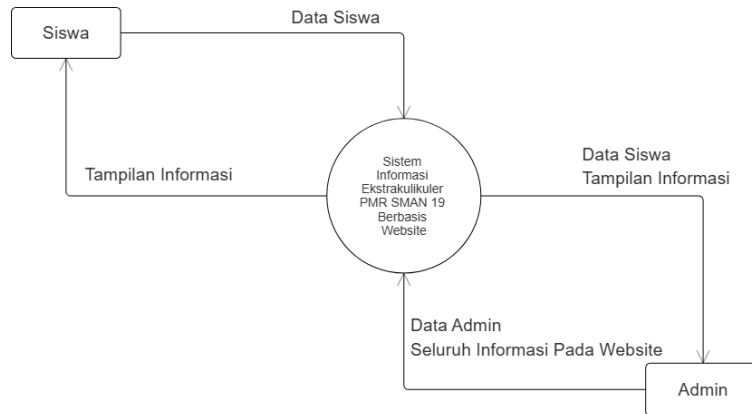 Data Siswa
Siswa
Tampilan Informasi
Sistem
Informasi
Ekstrakulikuler
PMR SMAN 19
Berbasis
Website
Data Siswa
Tampilan Informasi
Data Admin
Seluruh Informasi Pada Website
Admin